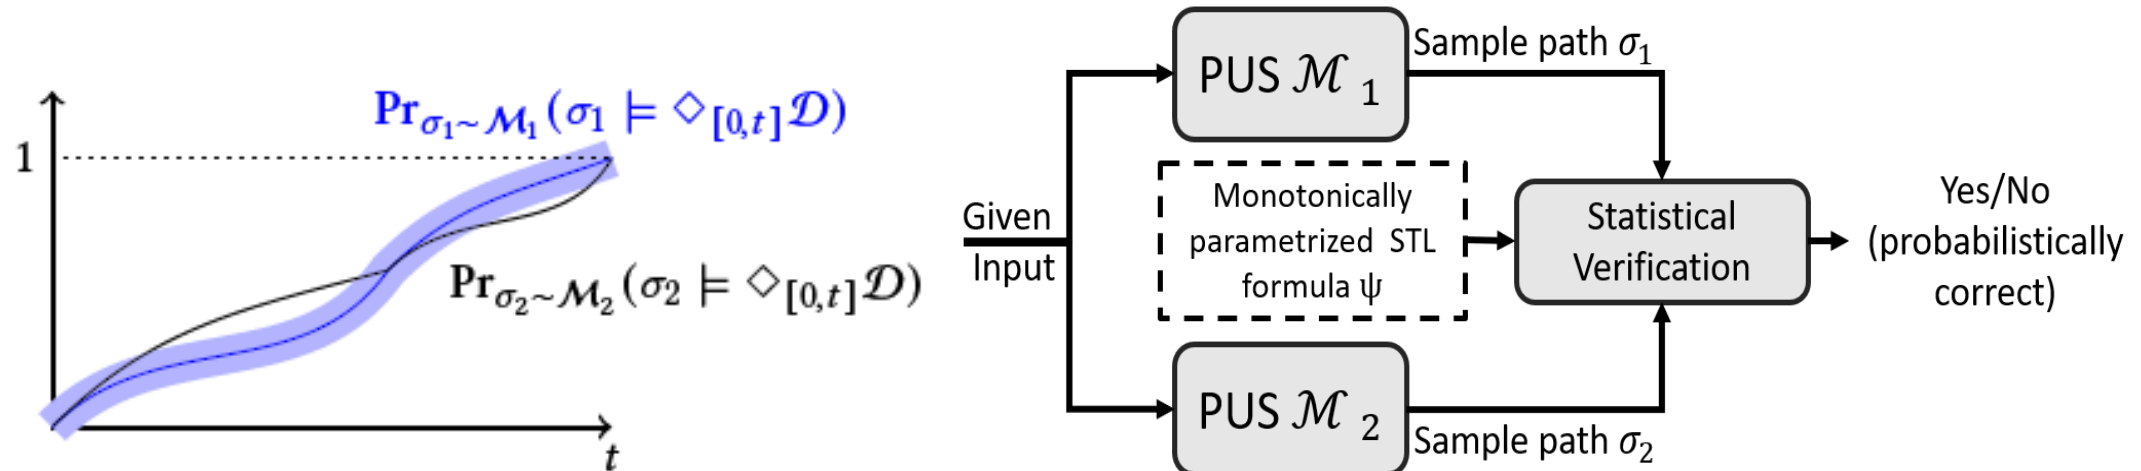 Pr_{σ1∼ℳ1}(σ1 ⊨ ◇_{[0,t]}𝒟)
1
Pr_{σ2∼ℳ2}(σ2 ⊨ ◇_{[0,t]}𝒟)
t
Given
Input
PUS ℳ 1
Sample path σ1
Monotonically
parametrized STL
formula ψ
PUS ℳ 2
Sample path σ2
Statistical
Verification
Yes/No
(probabilistically
correct)